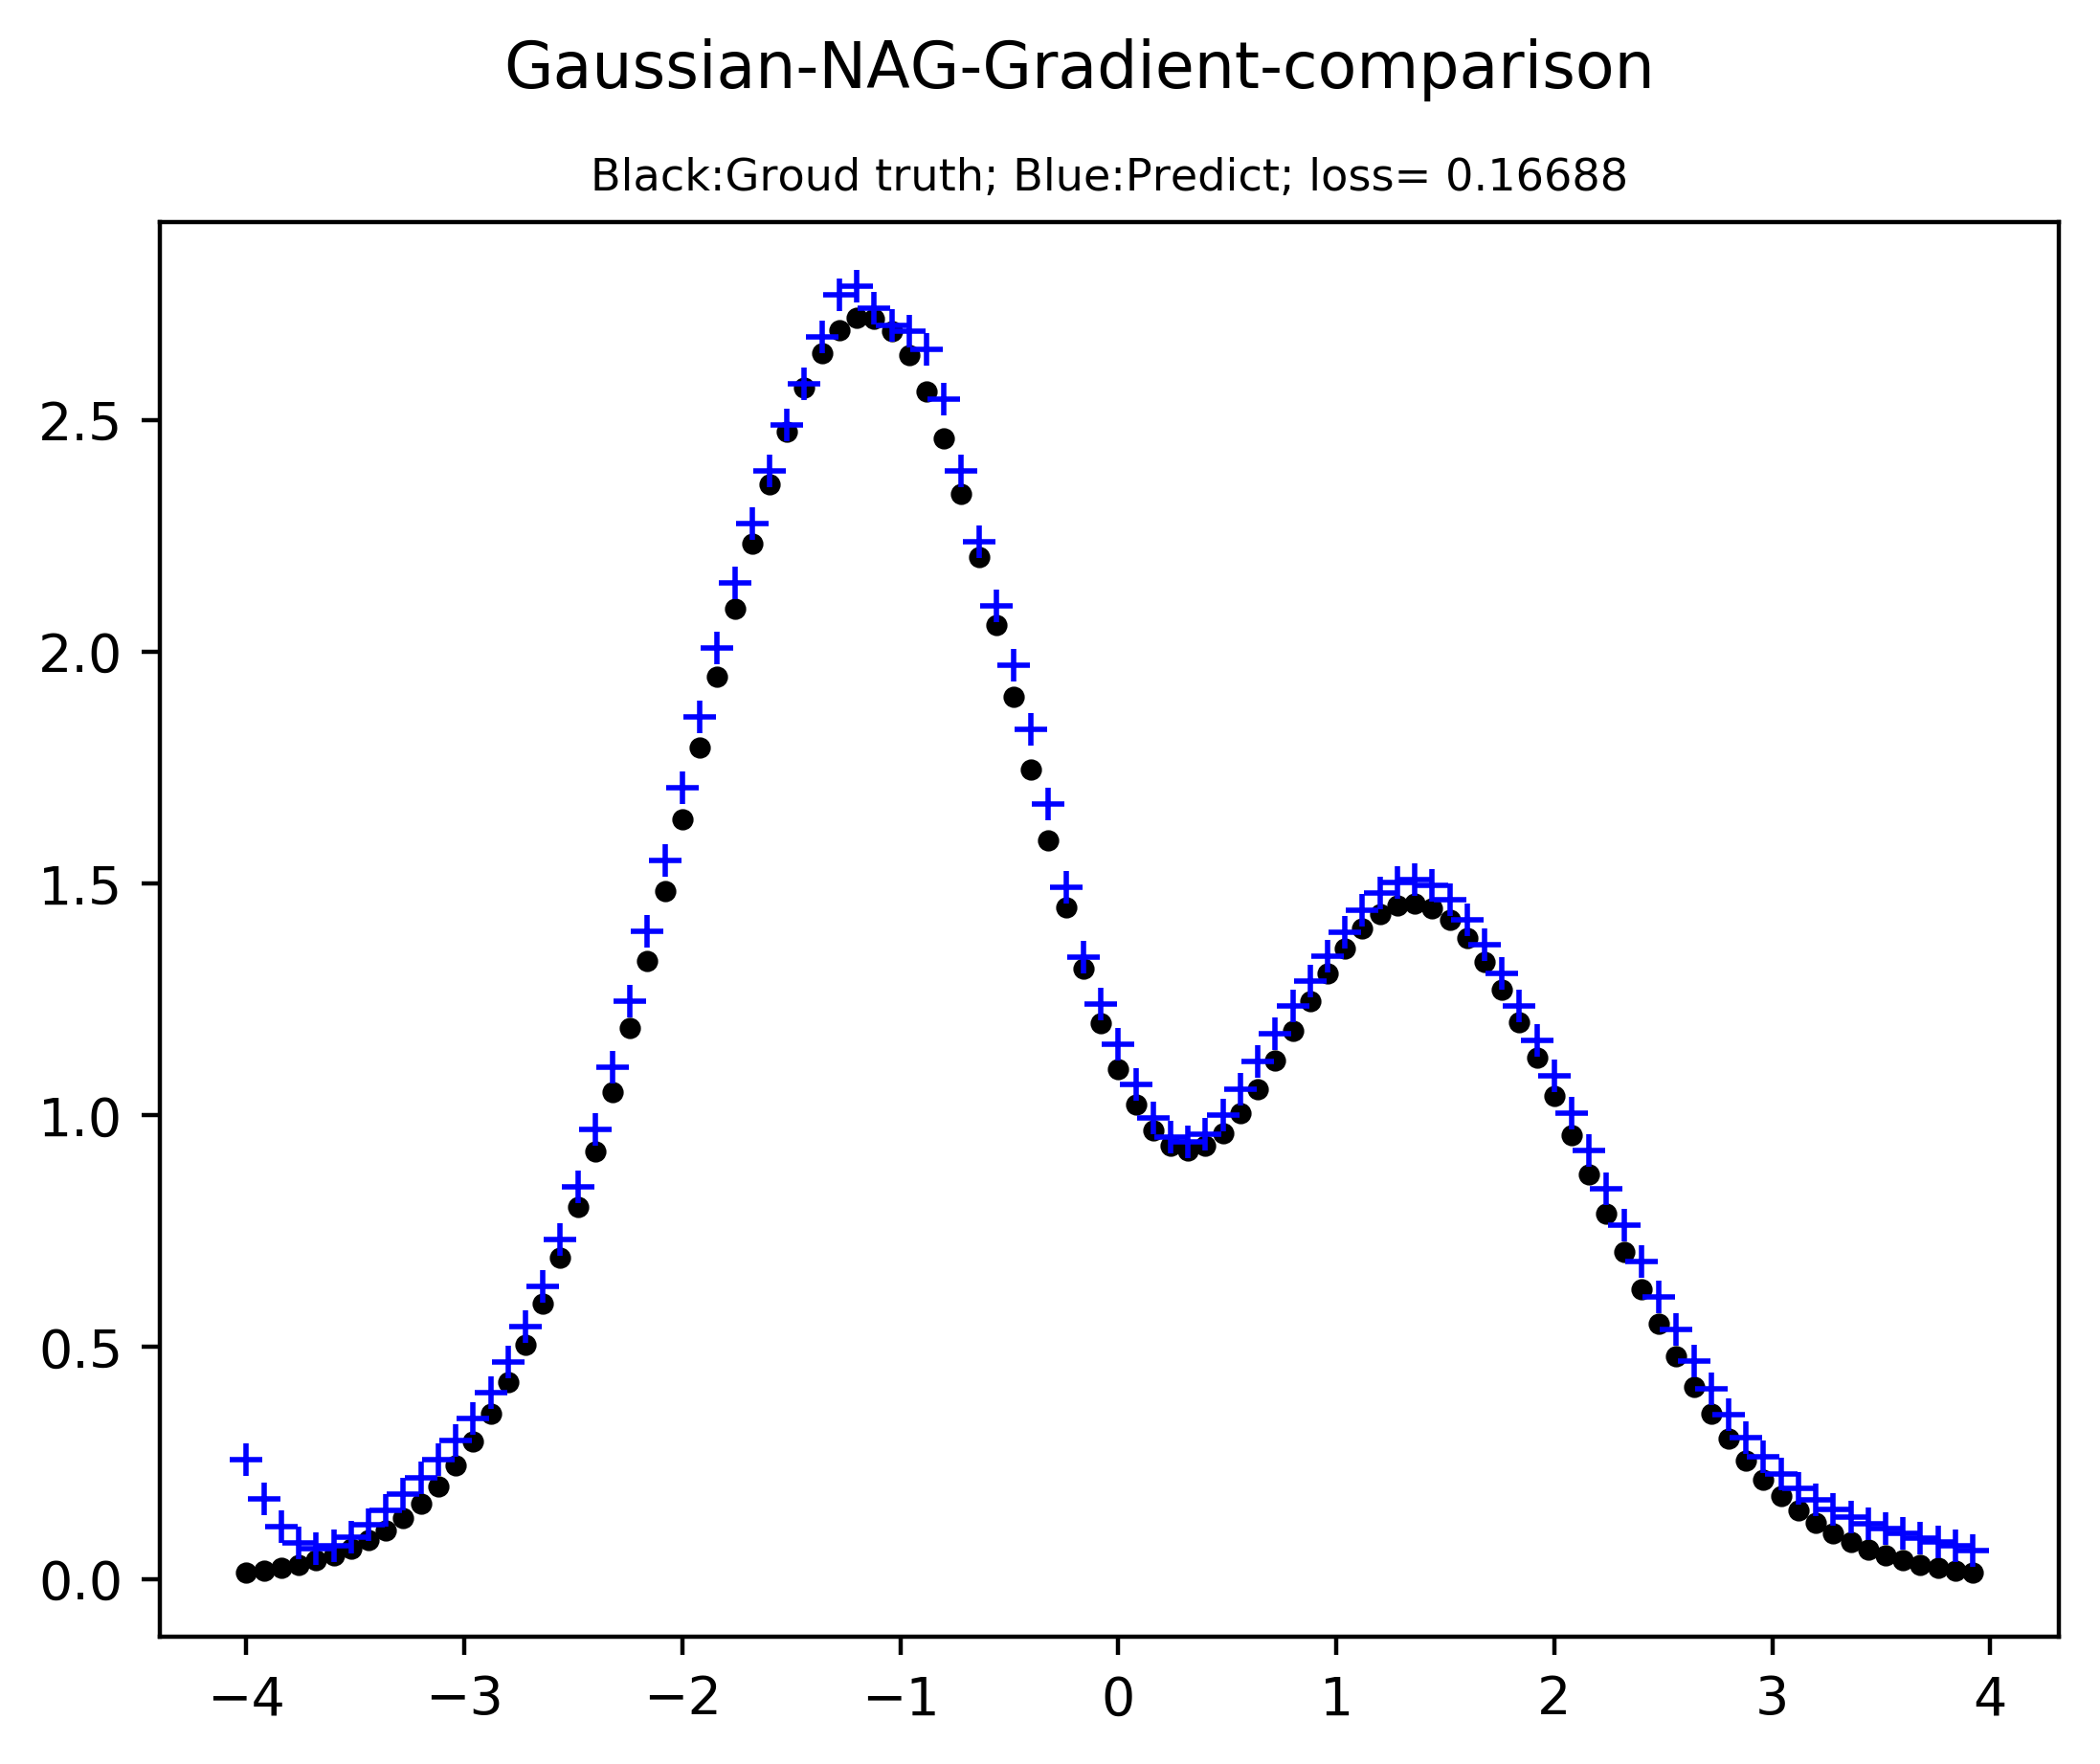 Gaussian-NAG-Gradient-comparison
Black:Groud truth; Blue:Predict; loss= 0.16688
2.5
2.0
1.5
1.0
0.5
0.0
−4 −3 −2 −1 0 1 2 3 4